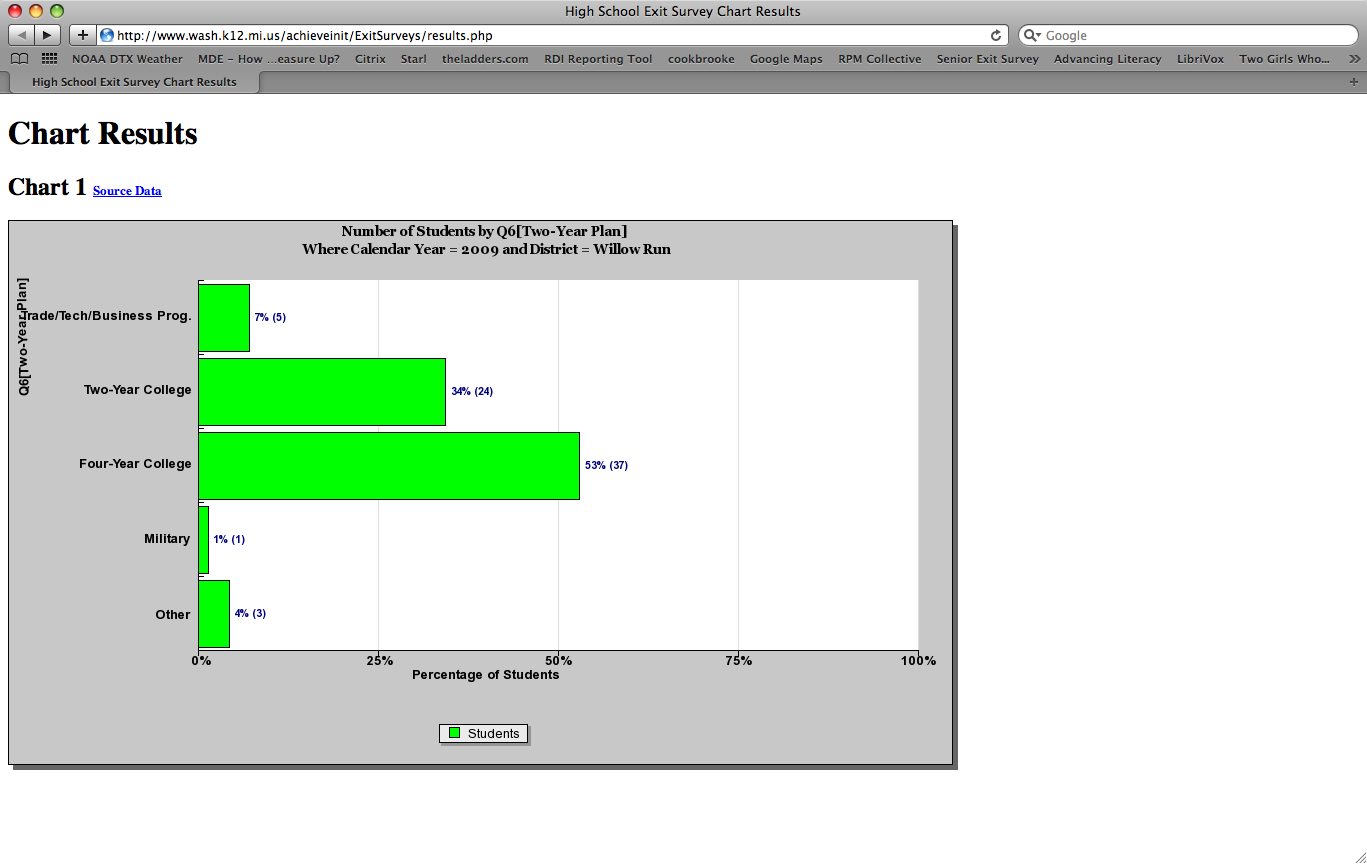 High School Exit Survey Chart Results
http://www.wash.k12.mi.us/achieveinit/ExitSurveys/results.php
Google
NOAA DTX Weather MDE – How ...easure Up? Citrix Starl theladders.com RDI Reporting Tool cookbrooke Google Maps RPM Collective Senior Exit Survey Advancing Literacy LibriVox Two Girls Who...
High School Exit Survey Chart Results
Chart Results
Chart 1 Source Data
Number of Students by Q6[Two-Year Plan]
Where Calendar Year = 2009 and District = Willow Run
Q6[Two-Year Plan]
Trade/Tech/Business Prog. 7% (5)
Two-Year College 34% (24)
Four-Year College 53% (37)
Military 1% (1)
Other 4% (3)
0% 25% 50% 75% 100%
Percentage of Students
Students